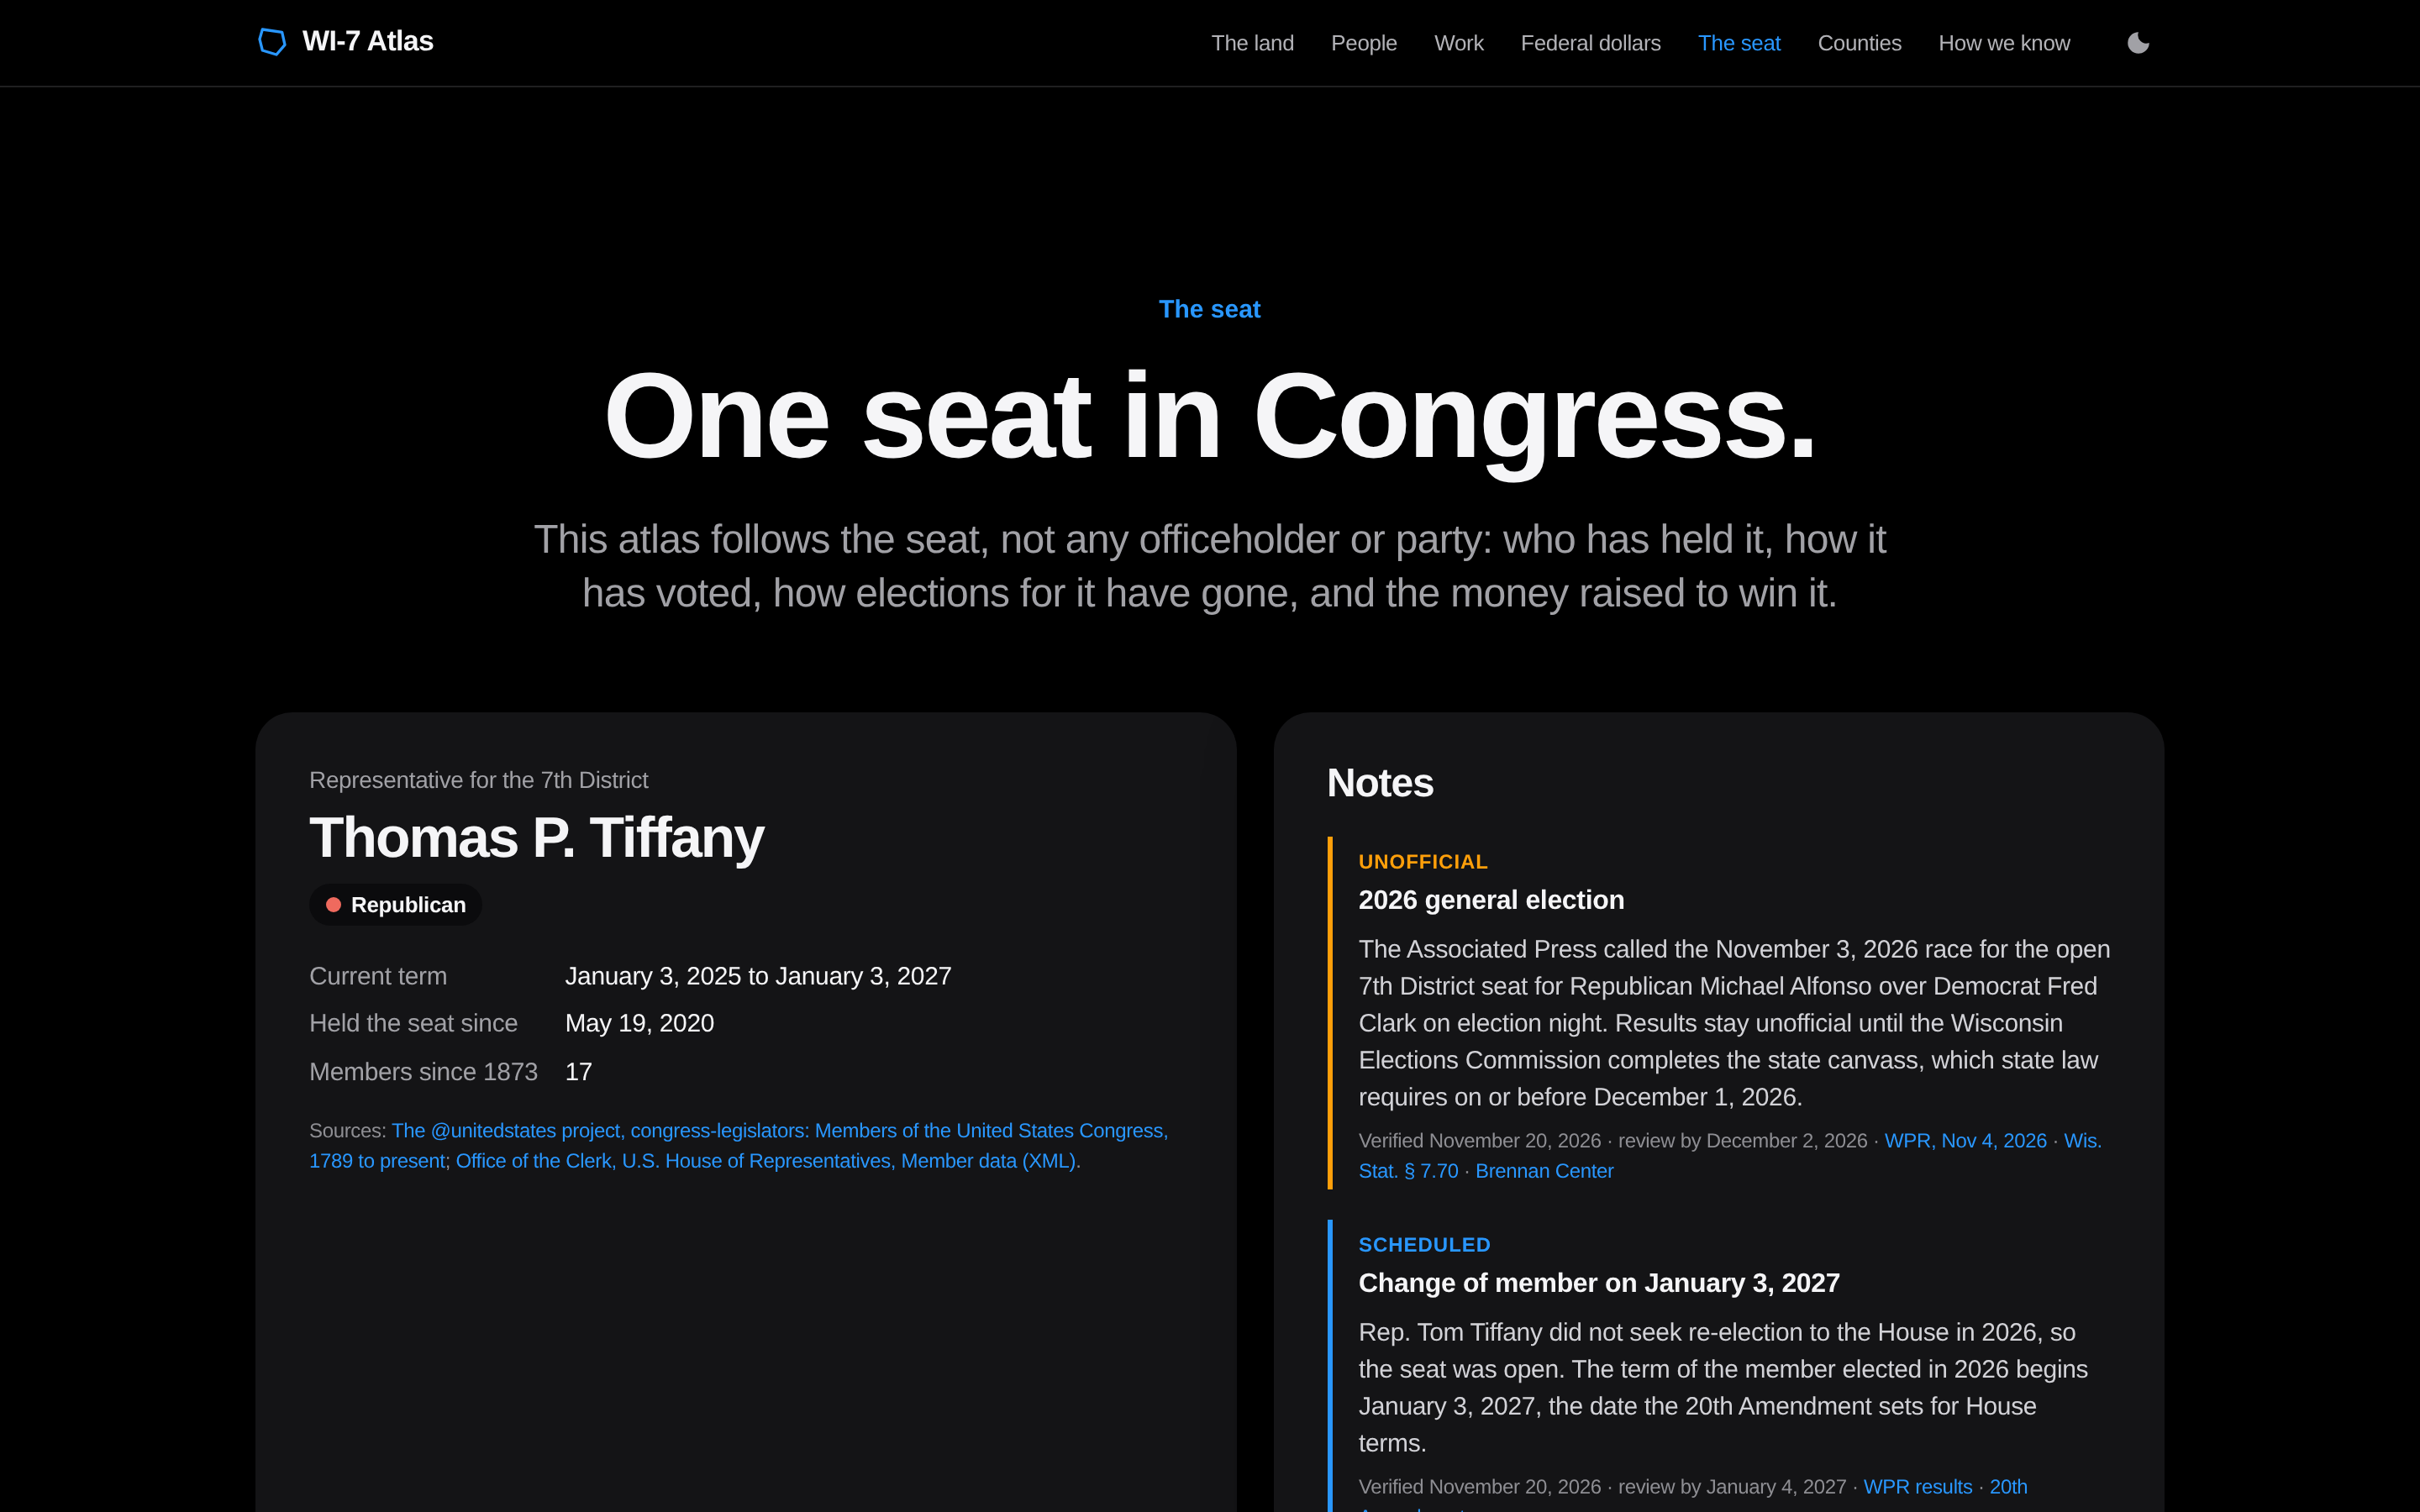 WI-7 Atlas
The land People Work Federal dollars The seat Counties How we know
The seat
One seat in Congress.
This atlas follows the seat, not any officeholder or party: who has held it, how it
has voted, how elections for it have gone, and the money raised to win it.
Representative for the 7th District
Thomas P. Tiffany
Republican
Current term January 3, 2025 to January 3, 2027
Held the seat since May 19, 2020
Members since 1873 17
Sources: The @unitedstates project, congress-legislators: Members of the United States Congress,
1789 to present; Office of the Clerk, U.S. House of Representatives, Member data (XML).
Notes
UNOFFICIAL
2026 general election
The Associated Press called the November 3, 2026 race for the open
7th District seat for Republican Michael Alfonso over Democrat Fred
Clark on election night. Results stay unofficial until the Wisconsin
Elections Commission completes the state canvass, which state law
requires on or before December 1, 2026.
Verified November 20, 2026 · review by December 2, 2026 · WPR, Nov 4, 2026 · Wis.
Stat. § 7.70 · Brennan Center
SCHEDULED
Change of member on January 3, 2027
Rep. Tom Tiffany did not seek re-election to the House in 2026, so
the seat was open. The term of the member elected in 2026 begins
January 3, 2027, the date the 20th Amendment sets for House
terms.
Verified November 20, 2026 · review by January 4, 2027 · WPR results · 20th